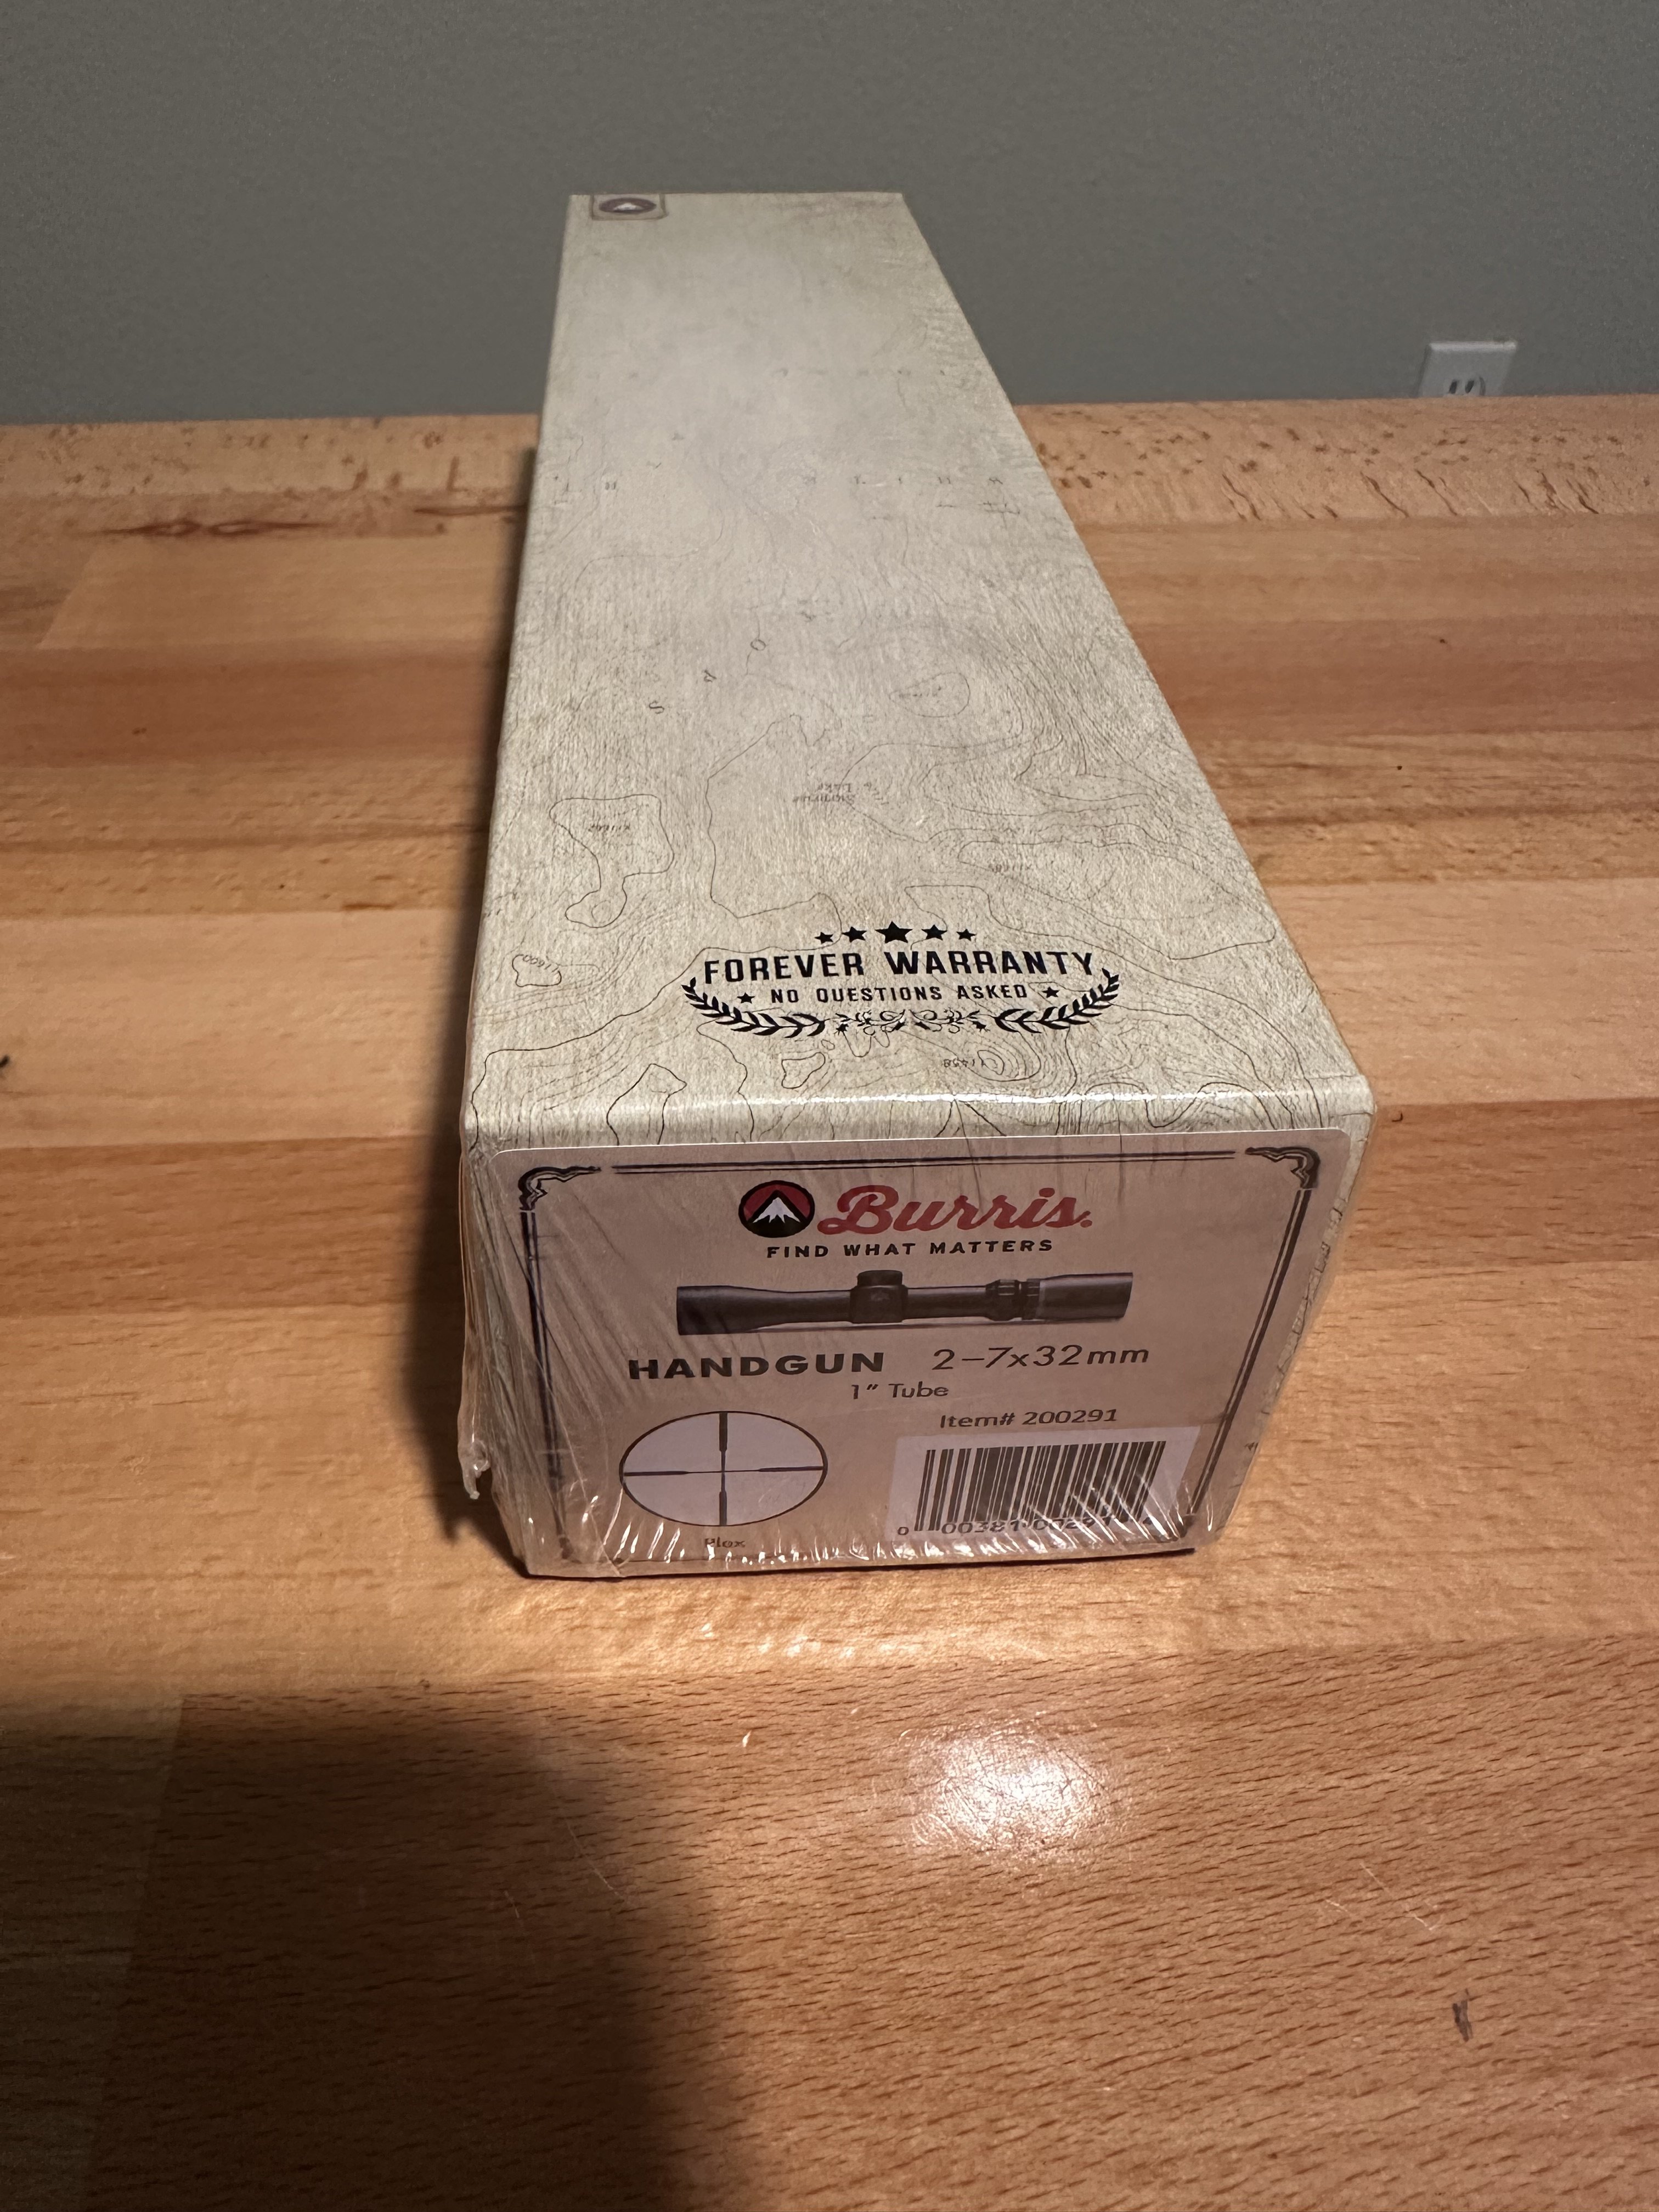 FOREVER WARRANTY
NO QUESTIONS ASKED
Burris.
FIND WHAT MATTERS
HANDGUN 2-7x32mm
1" Tube
Item# 200291
Plex